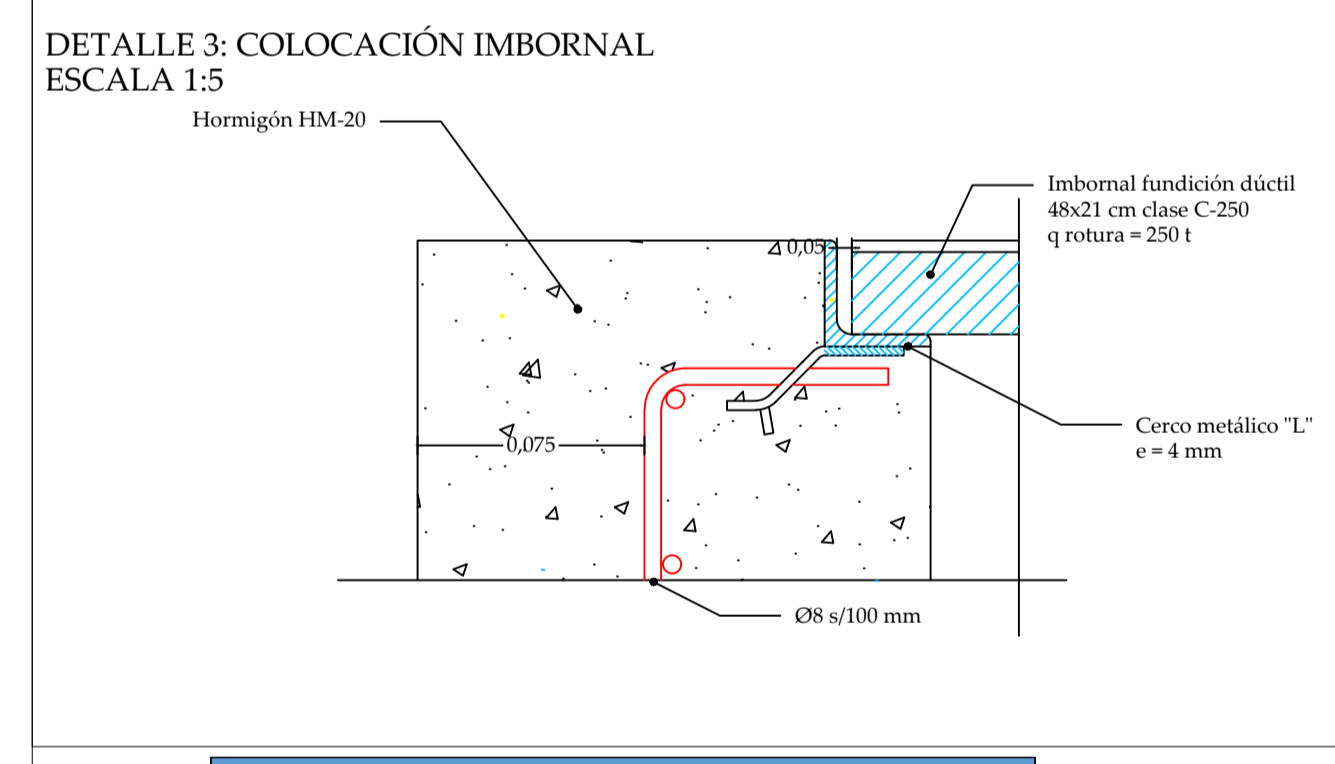 DETALLE 3: COLOCACIÓN IMBORNAL
ESCALA 1:5
Hormigón HM-20
Imbornal fundición dúctil
48x21 cm clase C-250
q rotura = 250 t
0,05
0,075
Cerco metálico "L"
e = 4 mm
Ø8 s/100 mm